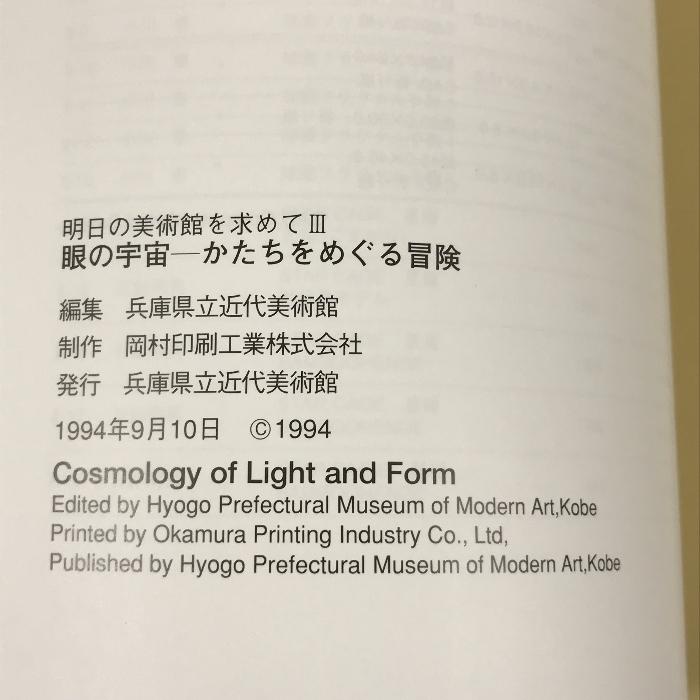 明日の美術館を求めてⅢ
眼の宇宙―かたちをめぐる冒険
編集　兵庫県立近代美術館
制作　岡村印刷工業株式会社
発行　兵庫県立近代美術館
1994年9月10日　©1994
Cosmology of Light and Form
Edited by Hyogo Prefectural Museum of Modern Art,Kobe
Printed by Okamura Printing Industry Co., Ltd,
Published by Hyogo Prefectural Museum of Modern Art,Kobe